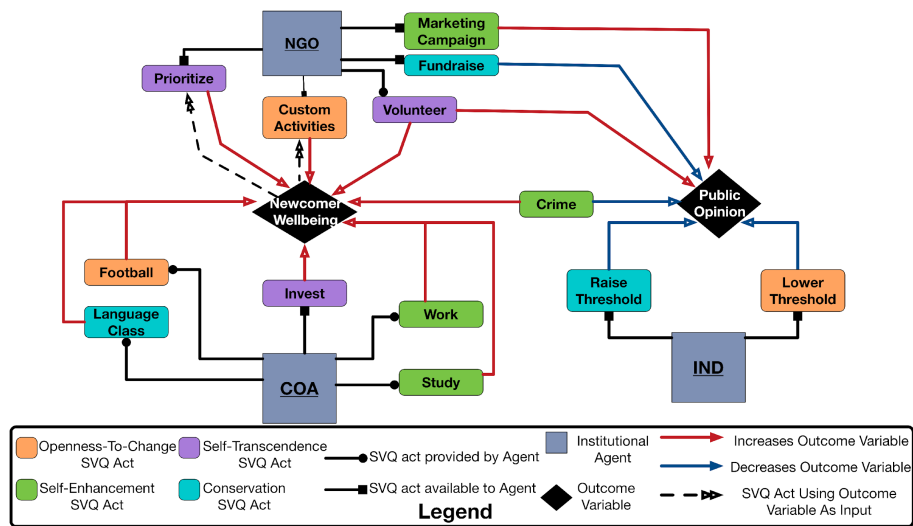 NGO
Marketing
Campaign
Fundraise
Prioritize
Custom
Activities
Volunteer
Newcomer
Wellbeing
Crime
Public
Opinion
Football
Invest
Raise
Threshold
Lower
Threshold
Language
Class
Work
COA
Study
IND
Openness-To-Change
SVQ Act
Self-Transcendence
SVQ Act
SVQ act provided by Agent
Institutional
Agent
Increases Outcome Variable
Decreases Outcome Variable
Self-Enhancement
SVQ Act
Conservation
SVQ Act
SVQ act available to Agent
Outcome
Variable
SVQ Act Using Outcome
Variable As Input
Legend